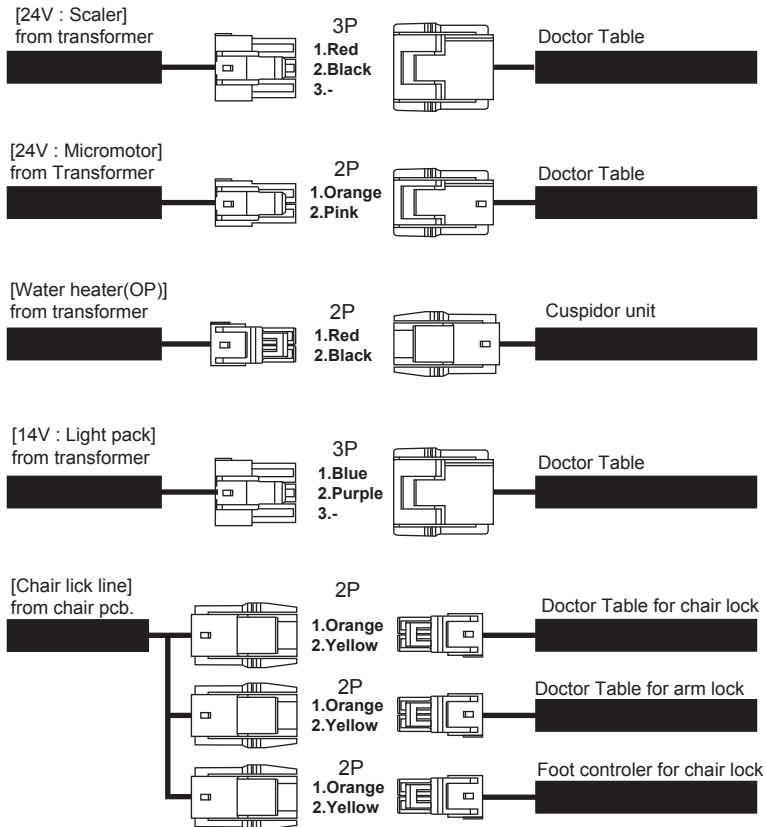 [24V : Scaler]
from transformer
3P
1.Red
2.Black
3.-
Doctor Table
[24V : Micromotor]
from Transformer
2P
1.Orange
2.Pink
Doctor Table
[Water heater(OP)]
from transformer
2P
1.Red
2.Black
Cuspidor unit
[14V : Light pack]
from transformer
3P
1.Blue
2.Purple
3.-
Doctor Table
[Chair lick line]
from chair pcb.
2P
1.Orange
2.Yellow
Doctor Table for chair lock
2P
1.Orange
2.Yellow
Doctor Table for arm lock
2P
1.Orange
2.Yellow
Foot controler for chair lock